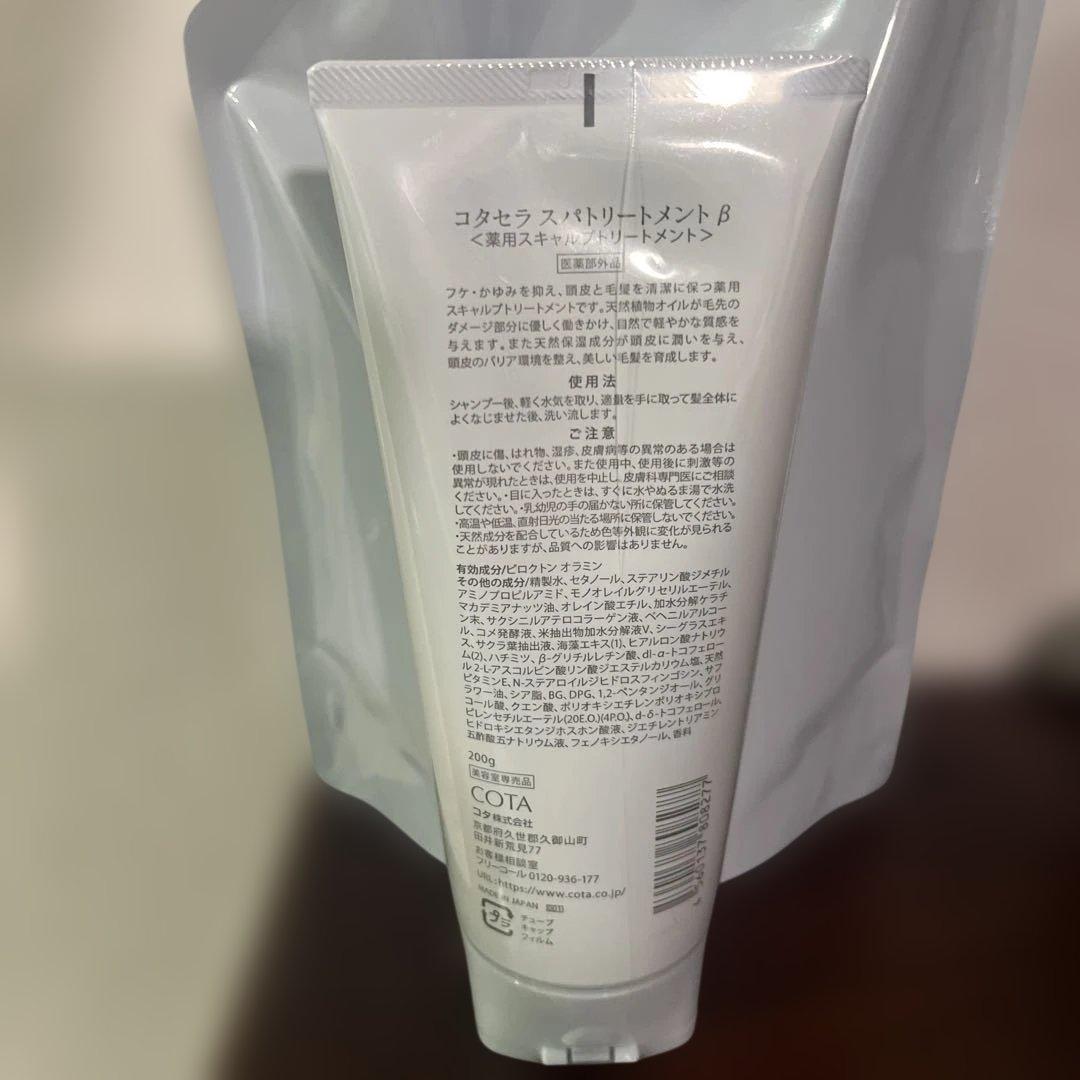 コタセラ スパトリートメント β
＜薬用スキャルプトリートメント＞
医薬部外品
フケ・かゆみを抑え、頭皮と毛髪を清潔に保つ薬用
スキャルプトリートメントです。天然植物オイルが毛先の
ダメージ部分に優しく働きかけ、自然で軽やかな質感を
与えます。また天然保湿成分が頭皮に潤いを与え、
頭皮のバリア環境を整え、美しい毛髪を育成します。
使用法
シャンプー後、軽く水気を取り、適量を手に取って髪全体に
よくなじませた後、洗い流します。
ご注意
・頭皮に傷、はれ物、湿疹、皮膚病等の異常のある場合は
使用しないでください。また使用中、使用後に刺激等の
異常が現れたときは、使用を中止し、皮膚科専門医にご相談
ください。・目に入ったときは、すぐに水やぬるま湯で水洗
してください。・乳幼児の手の届かない所に保管してください。
・高温や低温、直射日光の当たる場所に保管しないでください。
・天然成分を配合しているため色等外観に変化が見られる
ことがありますが、品質への影響はありません。
有効成分/ピロクトン オラミン
その他の成分/精製水、セタノール、ステアリン酸ジメチル
アミノプロピルアミド、モノオレイルグリセリルエーテル、
マカデミアナッツ油、オレイン酸エチル、加水分解ケラチ
ン末、サクシニルアテロコラーゲン液、ベヘニルアルコー
ル、コメ発酵液、米抽出物加水分解液V、シーグラスエキ
ス、サクラ葉抽出液、海藻エキス(1)、ヒアルロン酸ナトリウ
ム(2)、ハチミツ、β-グリチルレチン酸、dl-α-トコフェロー
ル 2-L-アスコルビン酸リン酸ジエステルカリウム塩、天然
ビタミンE、N-ステアロイルジヒドロスフィンゴシン、サフ
ラワー油、シア脂、BG、DPG、1,2-ペンタンジオール、グリ
コール酸、クエン酸、ポリオキシエチレンポリオキシプロ
ピレンセチルエーテル(20E.O.)(4P.O.)、d-δ-トコフェロール、
ヒドロキシエタンジホスホン酸液、ジエチレントリアミン
五酢酸五ナトリウム液、フェノキシエタノール、香料
200g
美容室専売品
COTA
コタ株式会社
京都府久世郡久御山町
田井新荒見77
お客様相談室
フリーコール 0120-936-177
URL:https://www.cota.co.jp/
MADE IN JAPAN 001
プラ
チューブ
キャップ
フィルム
4 560137 808277